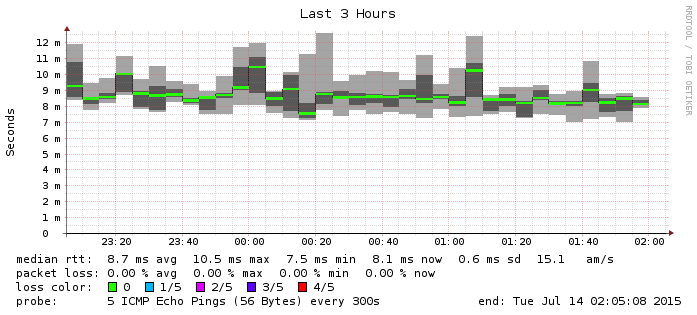 Last 3 Hours
RRDTOOL / TOBI OETIKER
Seconds
12 m
11 m
10 m
9 m
8 m
7 m
6 m
5 m
4 m
3 m
2 m
1 m
0
23:20 23:40 00:00 00:20 00:40 01:00 01:20 01:40 02:00
median rtt: 8.7 ms avg 10.5 ms max 7.5 ms min 8.1 ms now 0.6 ms sd 15.1 am/s
packet loss: 0.00 % avg 0.00 % max 0.00 % min 0.00 % now
loss color: 0 1/5 2/5 3/5 4/5
probe: 5 ICMP Echo Pings (56 Bytes) every 300s end: Tue Jul 14 02:05:08 2015